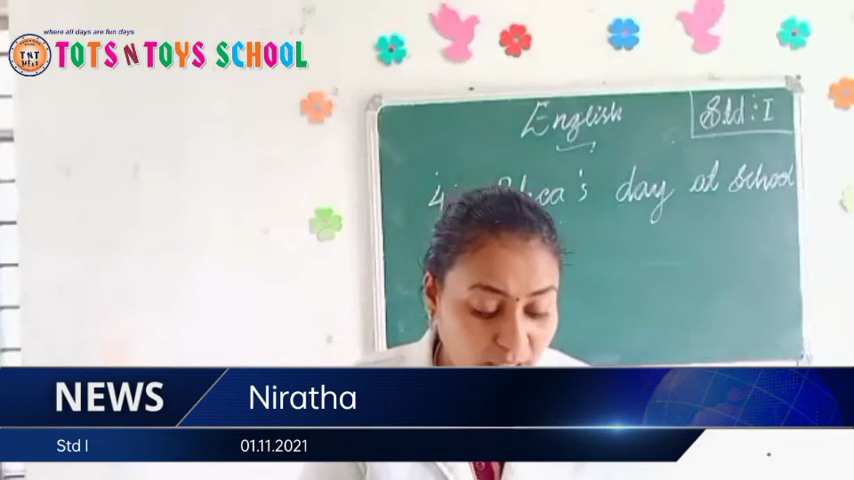 where all days are fun days
TNT
TOTS N TOYS SCHOOL
English
Std : I
day at School
NEWS
Niratha
Std I
01.11.2021